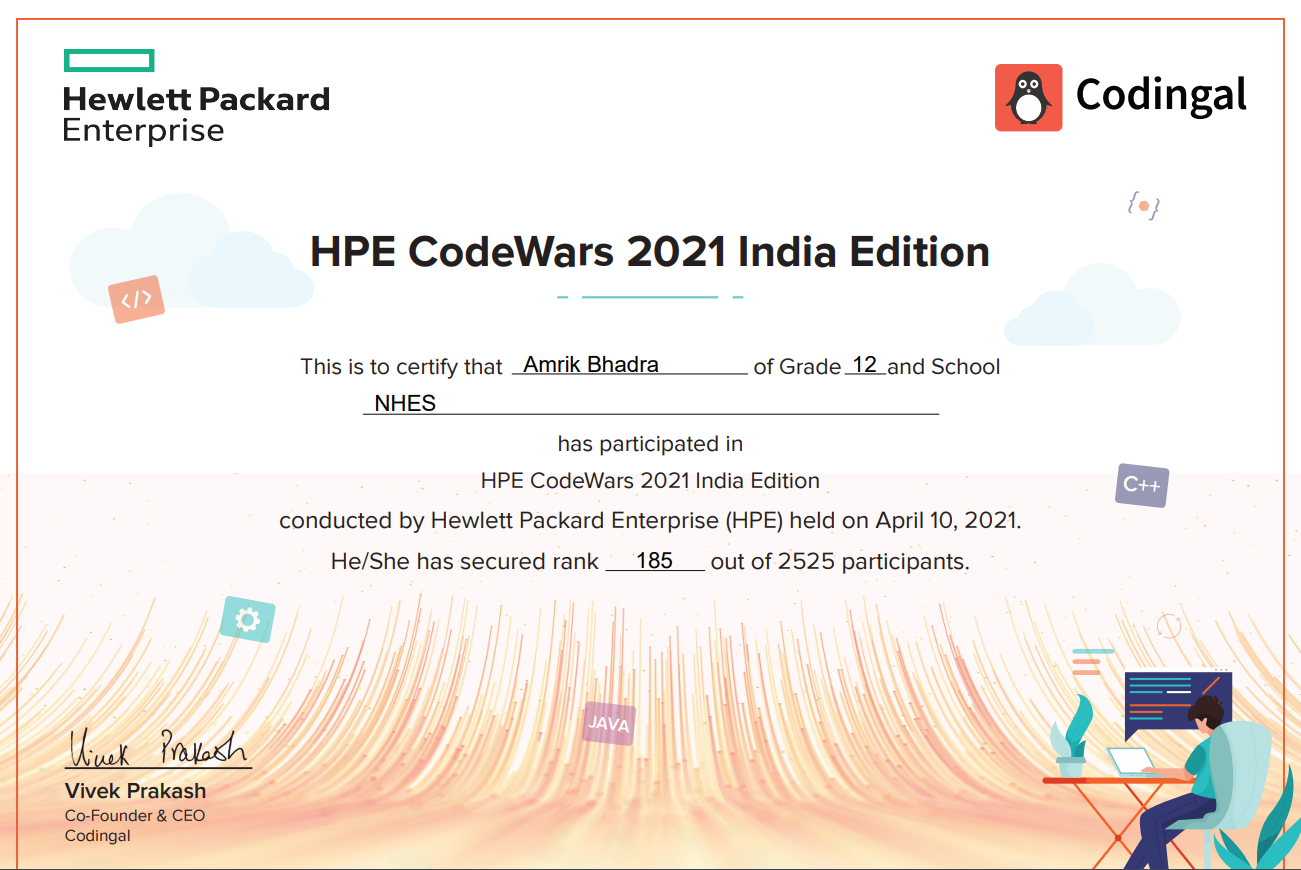 Hewlett Packard
Enterprise
Codingal
{ }
HPE CodeWars 2021 India Edition
</>
This is to certify that Amrik Bhadra of Grade 12 and School
NHES
has participated in
HPE CodeWars 2021 India Edition
C++
conducted by Hewlett Packard Enterprise (HPE) held on April 10, 2021.
He/She has secured rank 185 out of 2525 participants.
JAVA
Vivek Prakash
Vivek Prakash
Co-Founder & CEO
Codingal